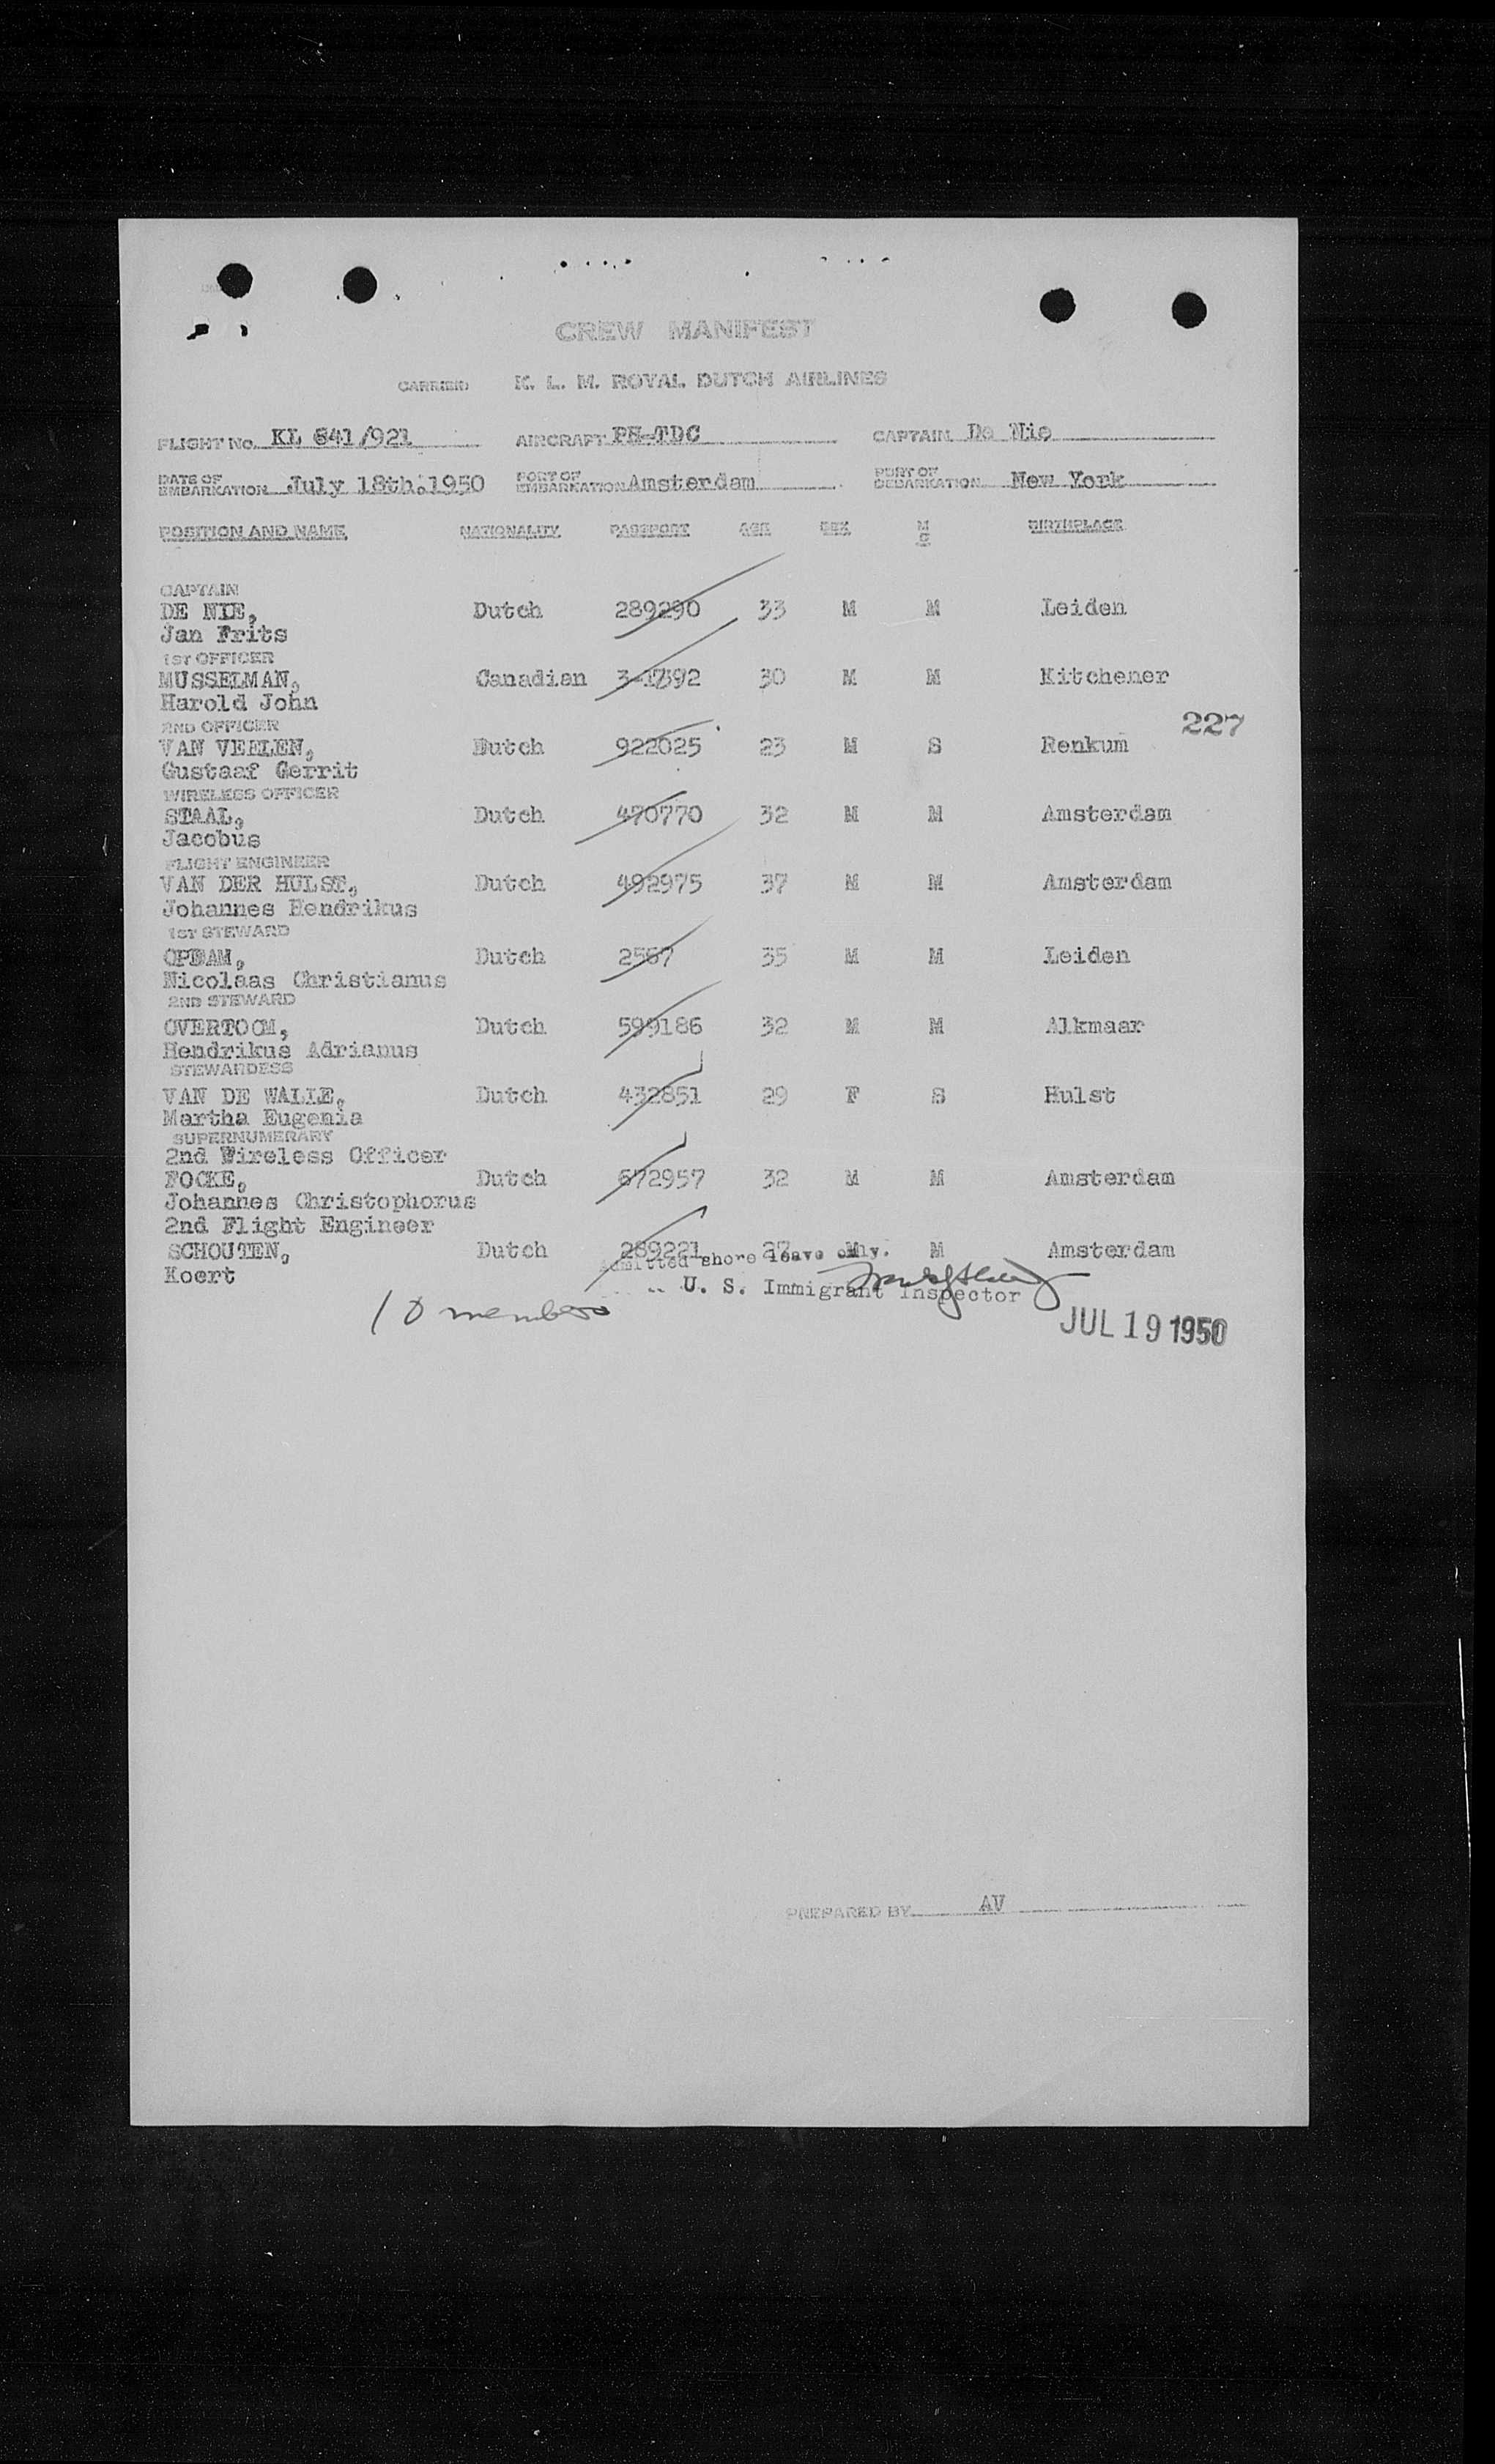 CREW MANIFEST
CARRIER K. L. M. ROYAL DUTCH AIRLINES
FLIGHT No. KL 641/921 AIRCRAFT PH-TDC CAPTAIN De Nie
DATE OF EMBARKATION July 18th.1950 PORT OF EMBARKATION Amsterdam PORT OF DEBARKATION New York
POSITION AND NAME NATIONALITY PASSPORT AGE SEX M S BIRTHPLACE
CAPTAIN
DE NIE, Dutch 289290 33 M M Leiden
Jan Frits
1ST OFFICER
MUSSELMAN, Canadian 3-17392 30 M M Kitchener
Harold John
2ND OFFICER
227
VAN VEELEN, Dutch 922025 23 M S Renkum
Gustaaf Gerrit
WIRELESS OFFICER
STAAL, Dutch 470770 32 M M Amsterdam
Jacobus
FLIGHT ENGINEER
VAN DER HULST, Dutch 492975 37 M M Amsterdam
Johannes Hendrikus
1ST STEWARD
OPDAM, Dutch 2567 35 M M Leiden
Nicolaas Christianus
2ND STEWARD
OVERTOOM, Dutch 599186 32 M M Alkmaar
Hendrikus Adrianus
STEWARDESS
VAN DE WALLE, Dutch 432851 29 F S Hulst
Martha Eugenia
SUPERNUMERARY
2nd Wireless Officer
FOCKE, Dutch 672957 32 M M Amsterdam
Johannes Christophorus
2nd Flight Engineer
SCHOUTEN, Dutch 289221 27 M M Amsterdam
Admitted shore leave only.
Koert
U. S. Immigrant Inspector
10 members
JUL 19 1950
PREPARED BY AV